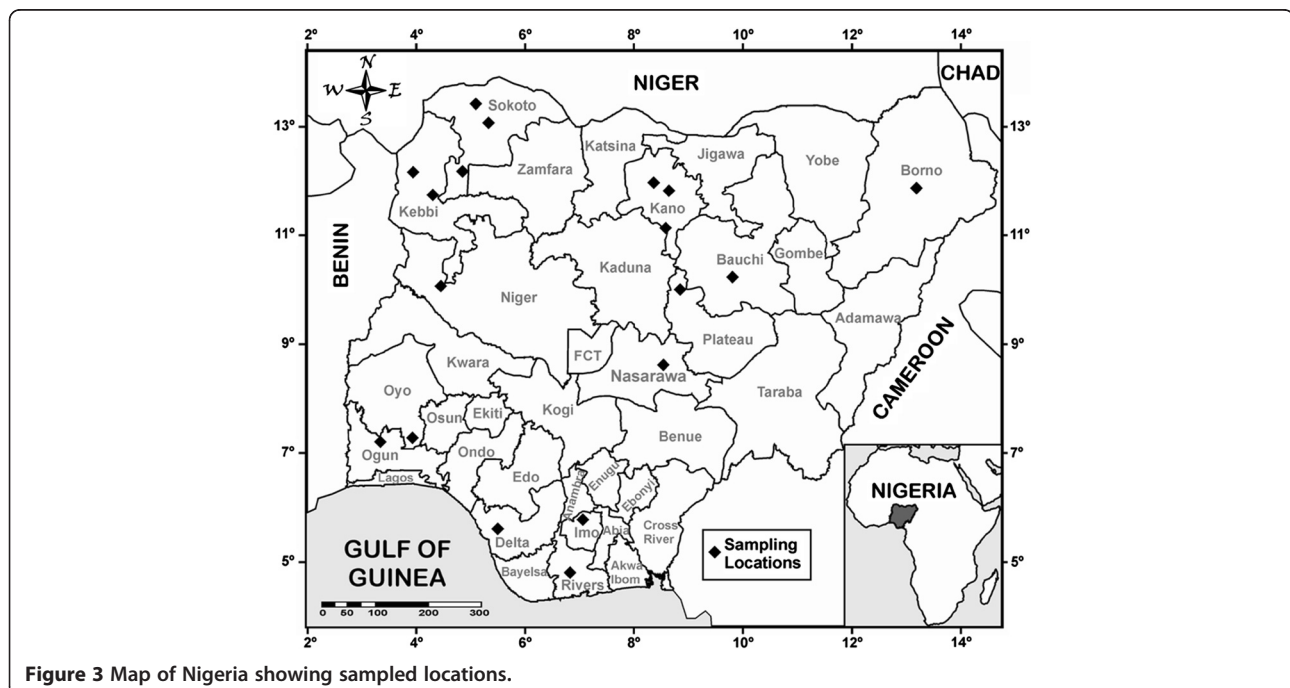 2° 4° 6° 8° 10° 12° 14°
N
W E
S
NIGER
CHAD
13° 13°
Sokoto
Katsina
Jigawa
Yobe
Borno
Zamfara
Kebbi
Kano
11° 11°
BENIN
Kaduna
Bauchi
Gombe
Niger
Adamawa
9° 9°
FCT
Plateau
Kwara
Nasarawa
CAMEROON
Oyo
Taraba
Osun
Ekiti
Kogi
Benue
7° 7°
Ogun
Ondo
Lagos
Edo
Anambra
Enugu
Ebonyi
NIGERIA
Delta
Imo
Abia
Cross
River
Sampling
Locations
GULF OF
GUINEA
5° 5°
Bayelsa
Rivers
Akwa
Ibom
0 50 100 200 300
2° 4° 6° 8° 10° 12° 14°
Figure 3 Map of Nigeria showing sampled locations.